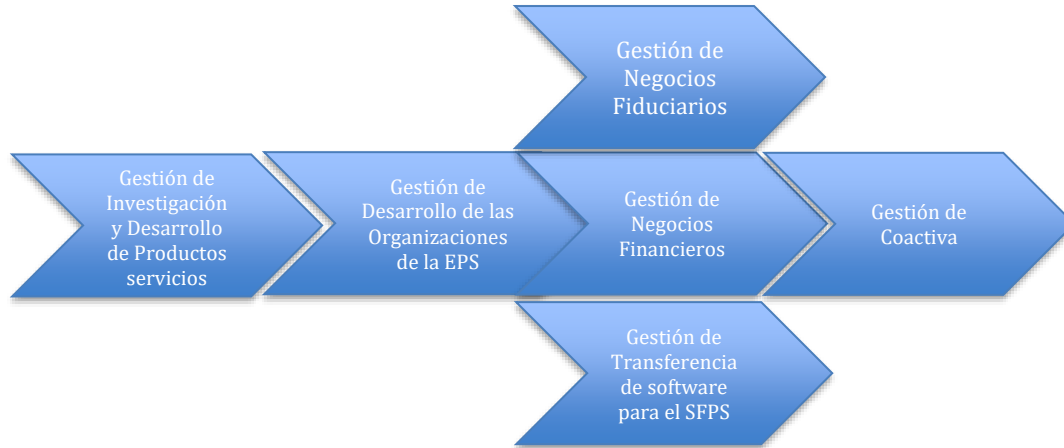 Gestión de
Negocios
Fiduciarios
Gestión de
Investigación
y Desarrollo
de Productos
servicios
Gestión de
Desarrollo de las
Organizaciones
de la EPS
Gestión de
Negocios
Financieros
Gestión de
Coactiva
Gestión de
Transferencia
de software
para el SFPS